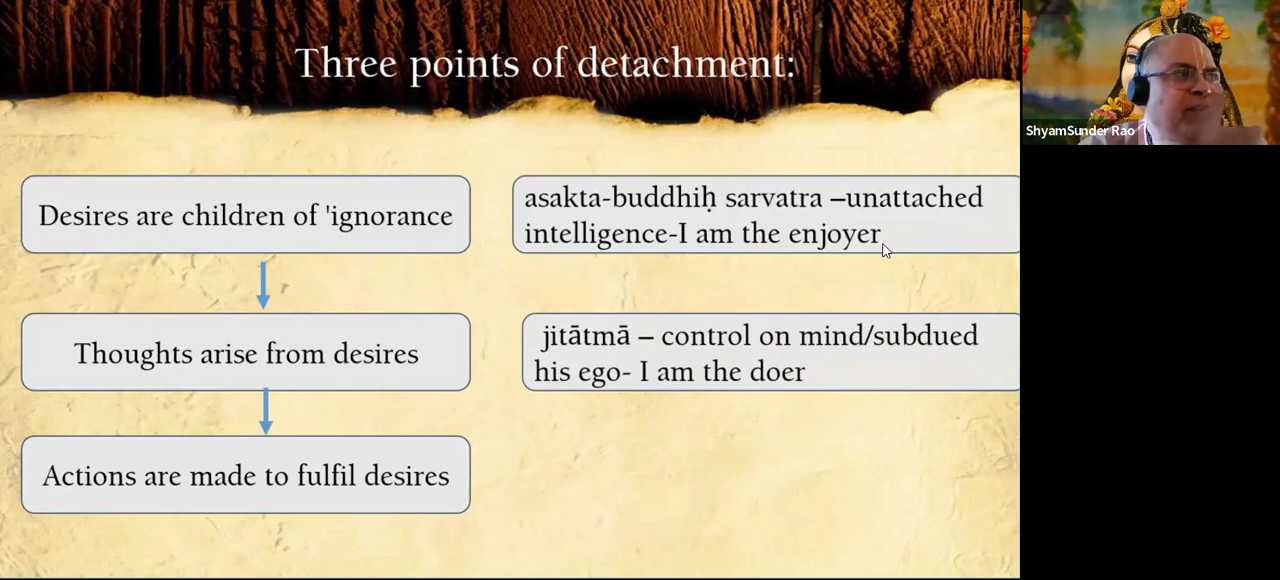 Three points of detachment:
Desires are children of 'ignorance
asakta-buddhiḥ sarvatra –unattached
intelligence-I am the enjoyer
Thoughts arise from desires
jitātmā – control on mind/subdued
his ego- I am the doer
Actions are made to fulfil desires
ShyamSunder Rao